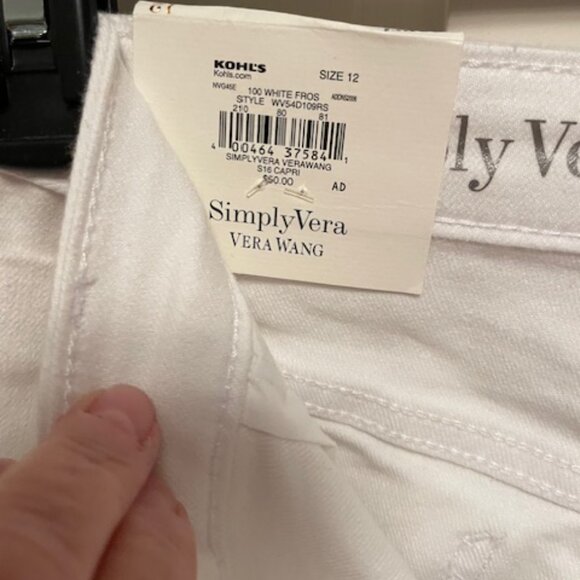 KOHL'S
Kohls.com
SIZE 12
NVG45E
100 WHITE FROS
STYLE WV54D109RS
210 80 81
4 00464 37584 1
SIMPLYVERA VERAWANG
S16 CAPRI
$60.00 AD
SimplyVera
VERA WANG
ly Ve